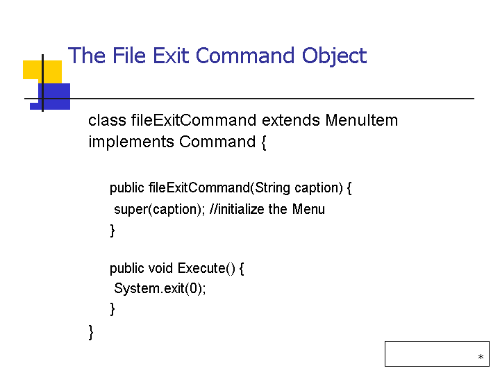 The File Exit Command Object
class fileExitCommand extends MenuItem
implements Command {
public fileExitCommand(String caption) {
super(caption); //initialize the Menu
}
public void Execute() {
System.exit(0);
}
}
*